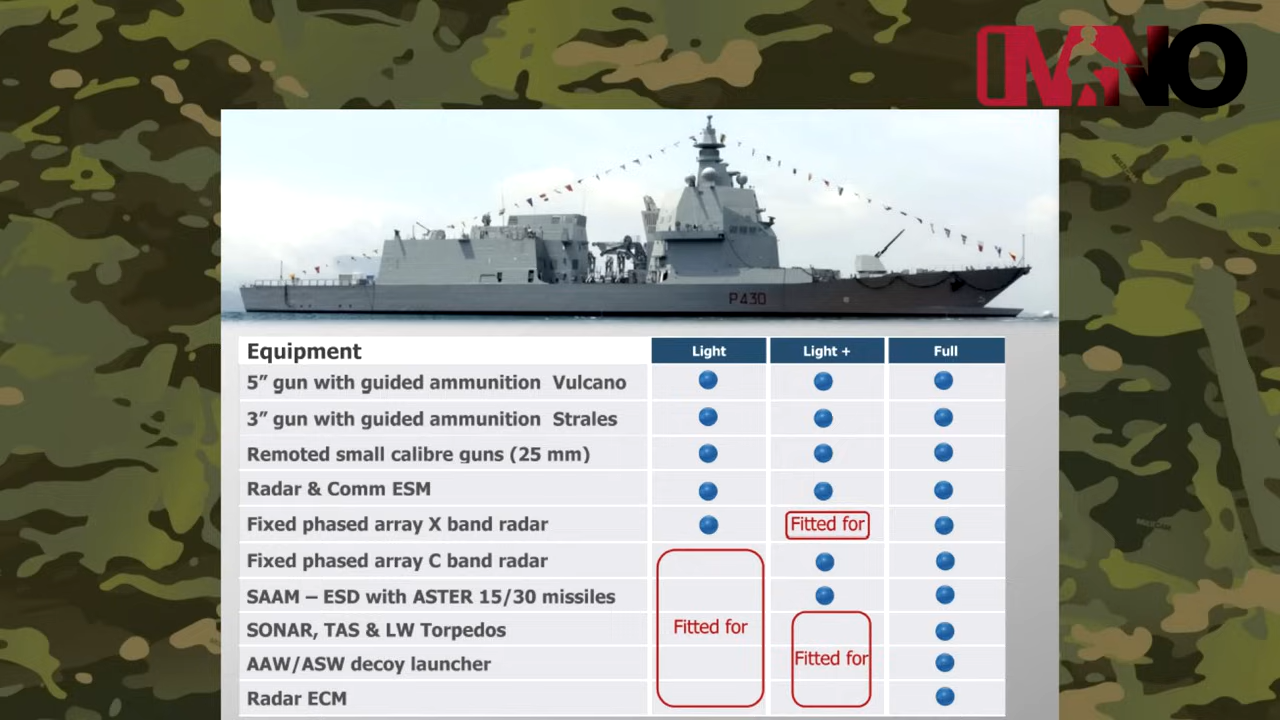 OMNO
P430
Equipment Light Light + Full
5” gun with guided ammunition Vulcano
3” gun with guided ammunition Strales
Remoted small calibre guns (25 mm)
Radar & Comm ESM
Fixed phased array X band radar Fitted for
Fixed phased array C band radar
SAAM – ESD with ASTER 15/30 missiles
SONAR, TAS & LW Torpedos Fitted for
AAW/ASW decoy launcher Fitted for
Radar ECM